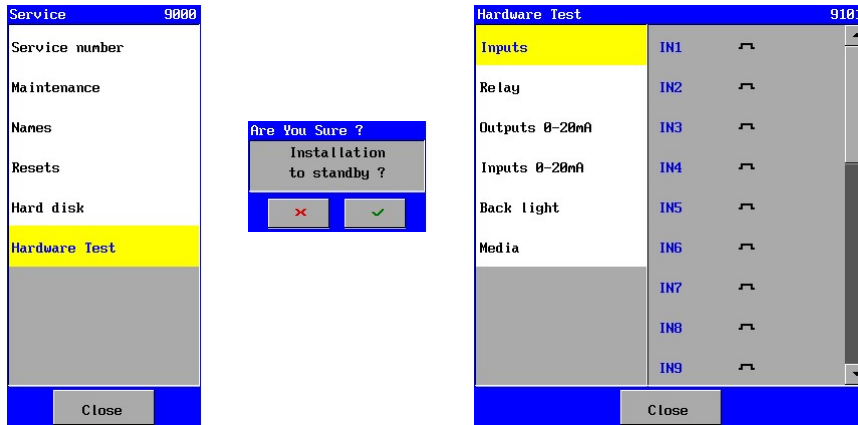 Service 9000
Service number
Maintenance
Names
Resets
Hard disk
Hardware Test
Close
Are You Sure ?
Installation
to standby ?
Hardware Test 9101
Inputs
Relay
Outputs 0-20mA
Inputs 0-20mA
Back light
Media
IN1
IN2
IN3
IN4
IN5
IN6
IN7
IN8
IN9
Close